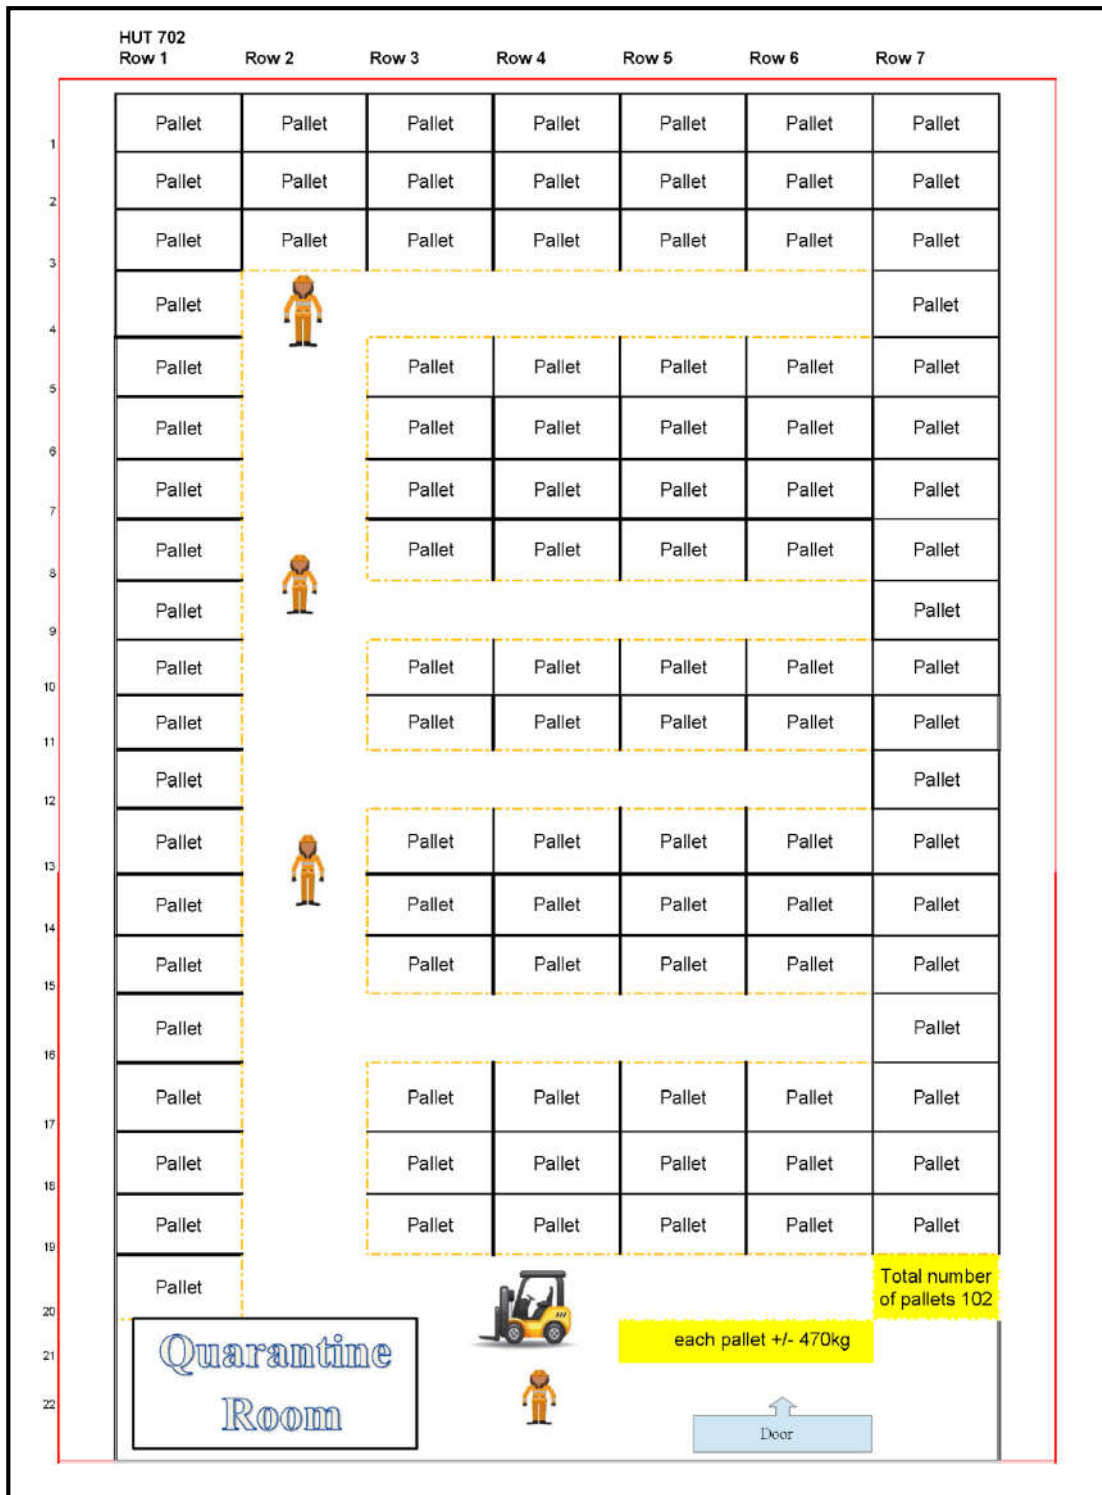 HUT 702
Row 1 Row 2 Row 3 Row 4 Row 5 Row 6 Row 7
Pallet Pallet Pallet Pallet Pallet Pallet Pallet
1
Pallet Pallet Pallet Pallet Pallet Pallet Pallet
2
Pallet Pallet Pallet Pallet Pallet Pallet Pallet
3
Pallet Pallet
4
Pallet Pallet Pallet Pallet Pallet Pallet
5
Pallet Pallet Pallet Pallet Pallet Pallet
6
Pallet Pallet Pallet Pallet Pallet Pallet
7
Pallet Pallet Pallet Pallet Pallet Pallet
8
Pallet Pallet
9
Pallet Pallet Pallet Pallet Pallet Pallet
10
Pallet Pallet Pallet Pallet Pallet Pallet
11
Pallet Pallet
12
Pallet Pallet Pallet Pallet Pallet Pallet
13
Pallet Pallet Pallet Pallet Pallet Pallet
14
Pallet Pallet Pallet Pallet Pallet Pallet
15
Pallet Pallet
16
Pallet Pallet Pallet Pallet Pallet Pallet
17
Pallet Pallet Pallet Pallet Pallet Pallet
18
Pallet Pallet Pallet Pallet Pallet Pallet
19
Pallet
Total number
of pallets 102
20
each pallet +/- 470kg
21
Quarantine
Room
22
Door